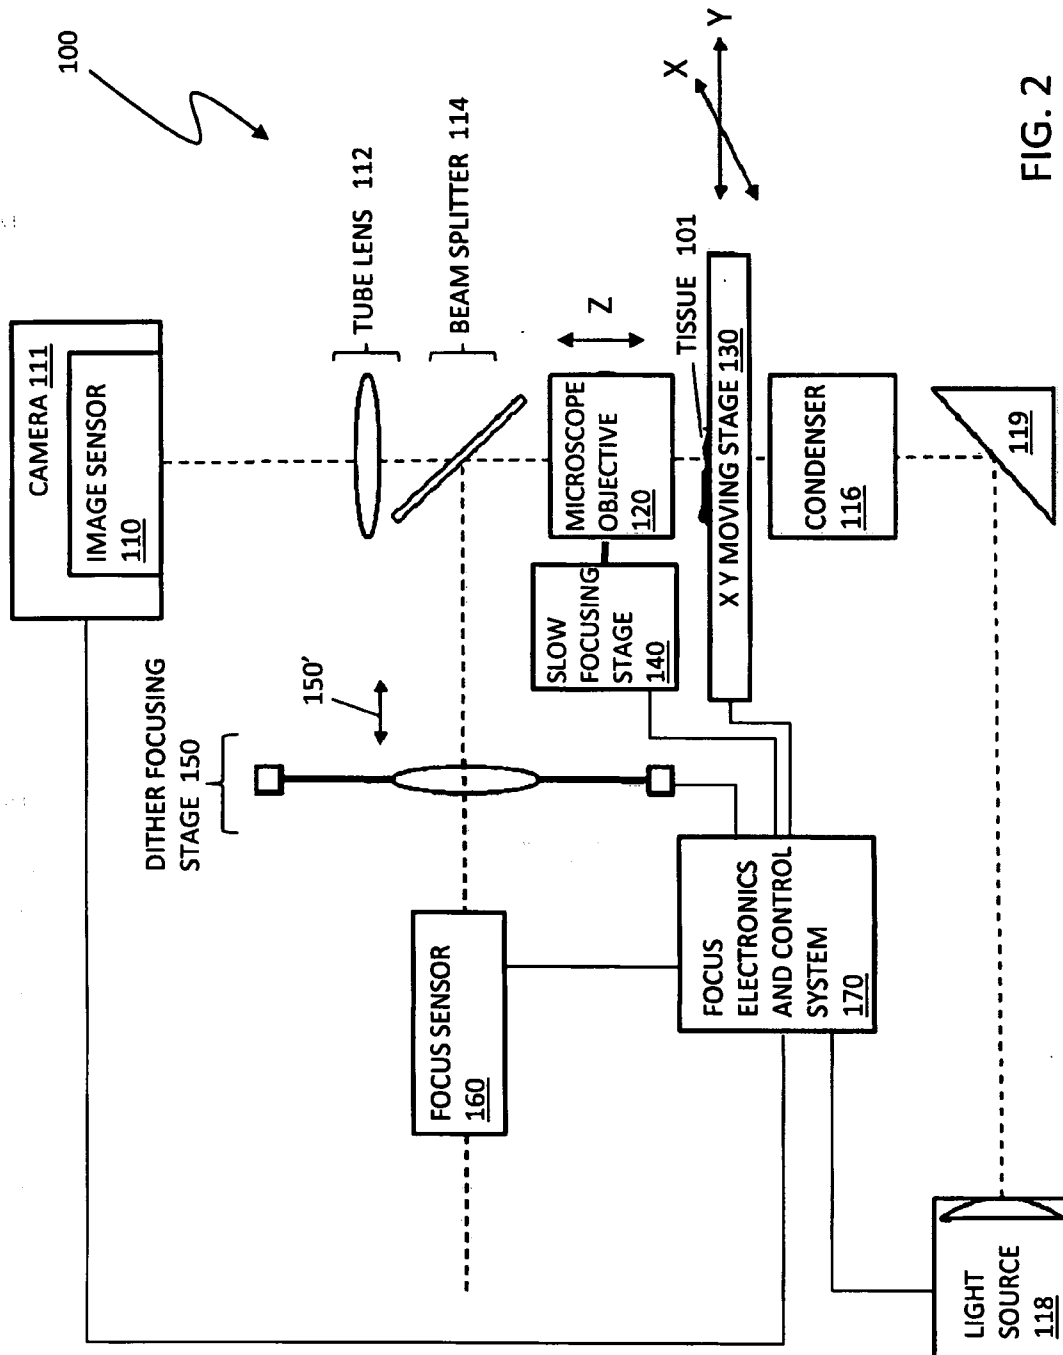 100
CAMERA 111
IMAGE SENSOR
110
TUBE LENS 112
BEAM SPLITTER 114
DITHER FOCUSING
STAGE 150
150'
MICROSCOPE
OBJECTIVE
120
Z
SLOW
FOCUSING
STAGE
140
TISSUE 101
X Y MOVING STAGE 130
X
Y
FOCUS SENSOR
160
CONDENSER
116
FOCUS
ELECTRONICS
AND CONTROL
SYSTEM
170
119
LIGHT
SOURCE
118
FIG. 2